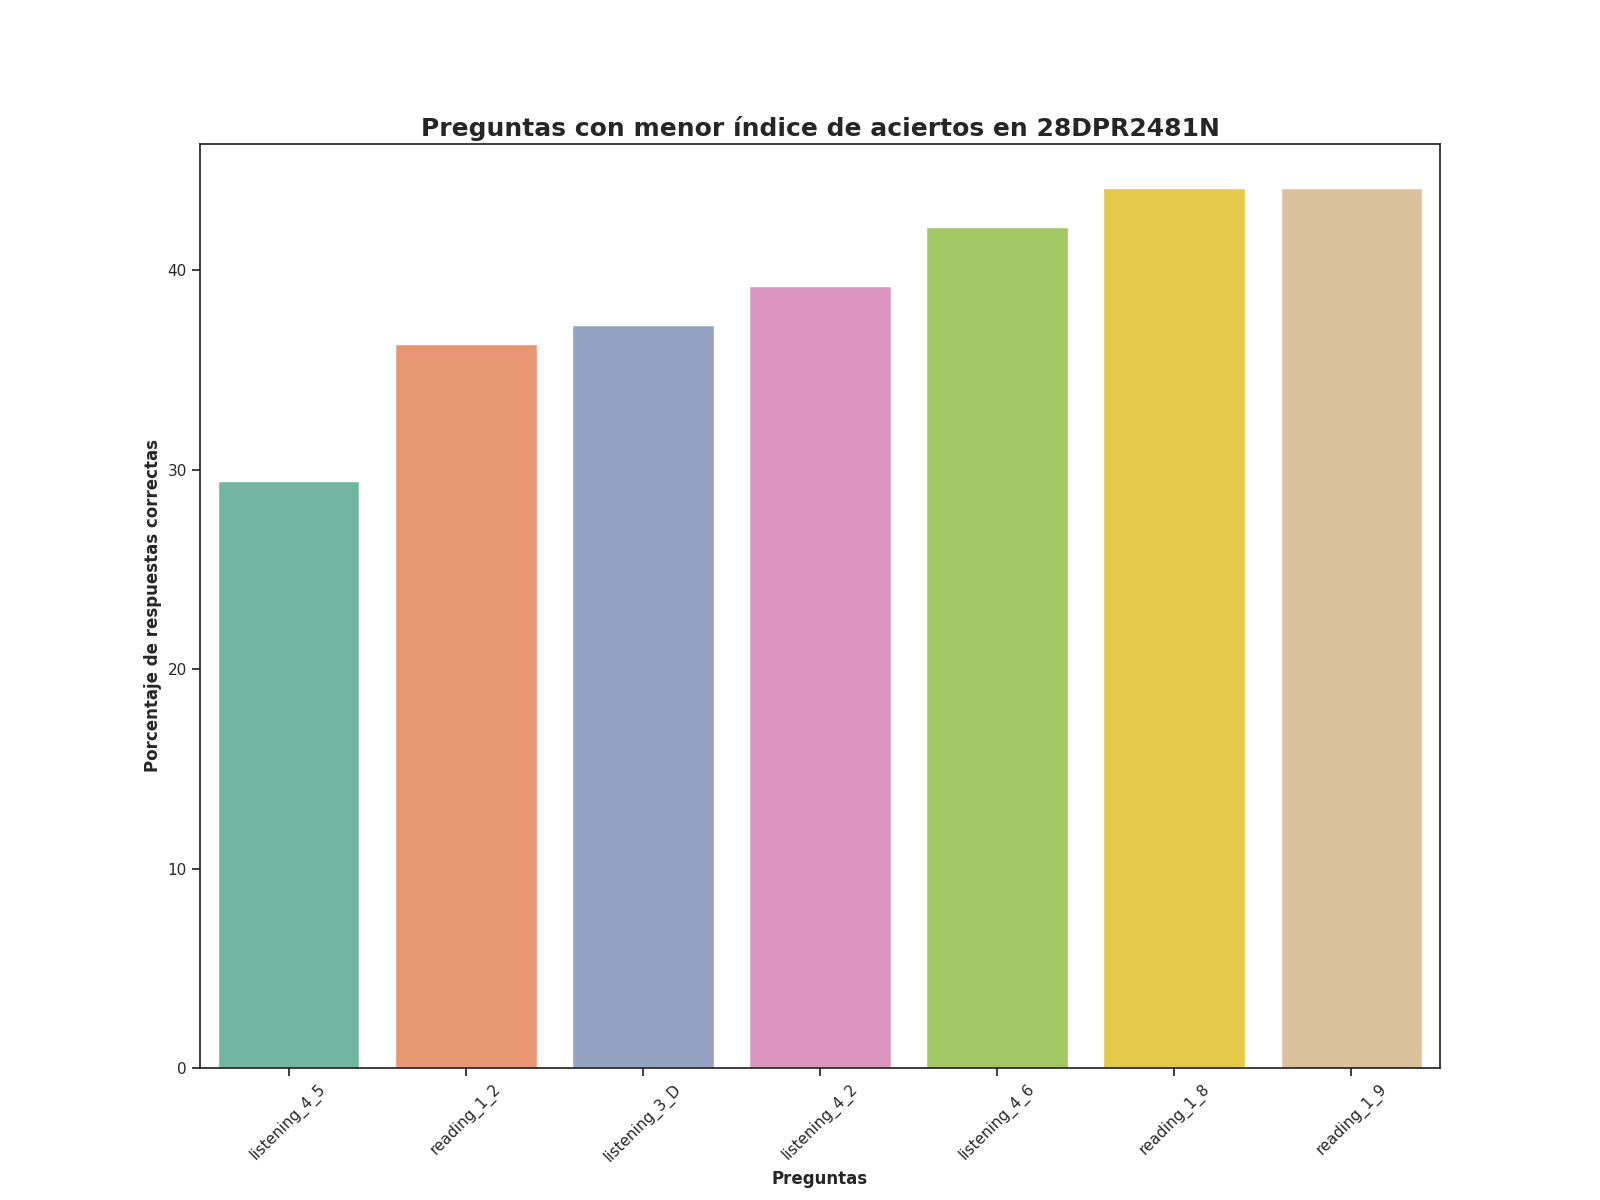 Preguntas con menor índice de aciertos en 28DPR2481N
Porcentaje de respuestas correctas
40
30
20
10
0
listening_4_5
reading_1_2
listening_3_D
listening_4_2
listening_4_6
reading_1_8
reading_1_9
Preguntas